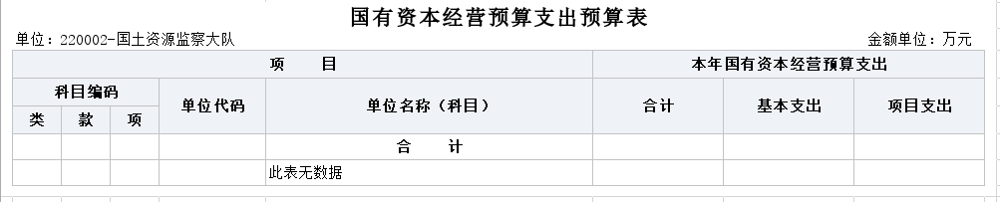 国有资本经营预算支出预算表
单位：220002-国土资源监察大队 金额单位：万元
项 目 本年国有资本经营预算支出
科目编码 单位代码 单位名称（科目） 合计 基本支出 项目支出
类 款 项
合 计
此表无数据